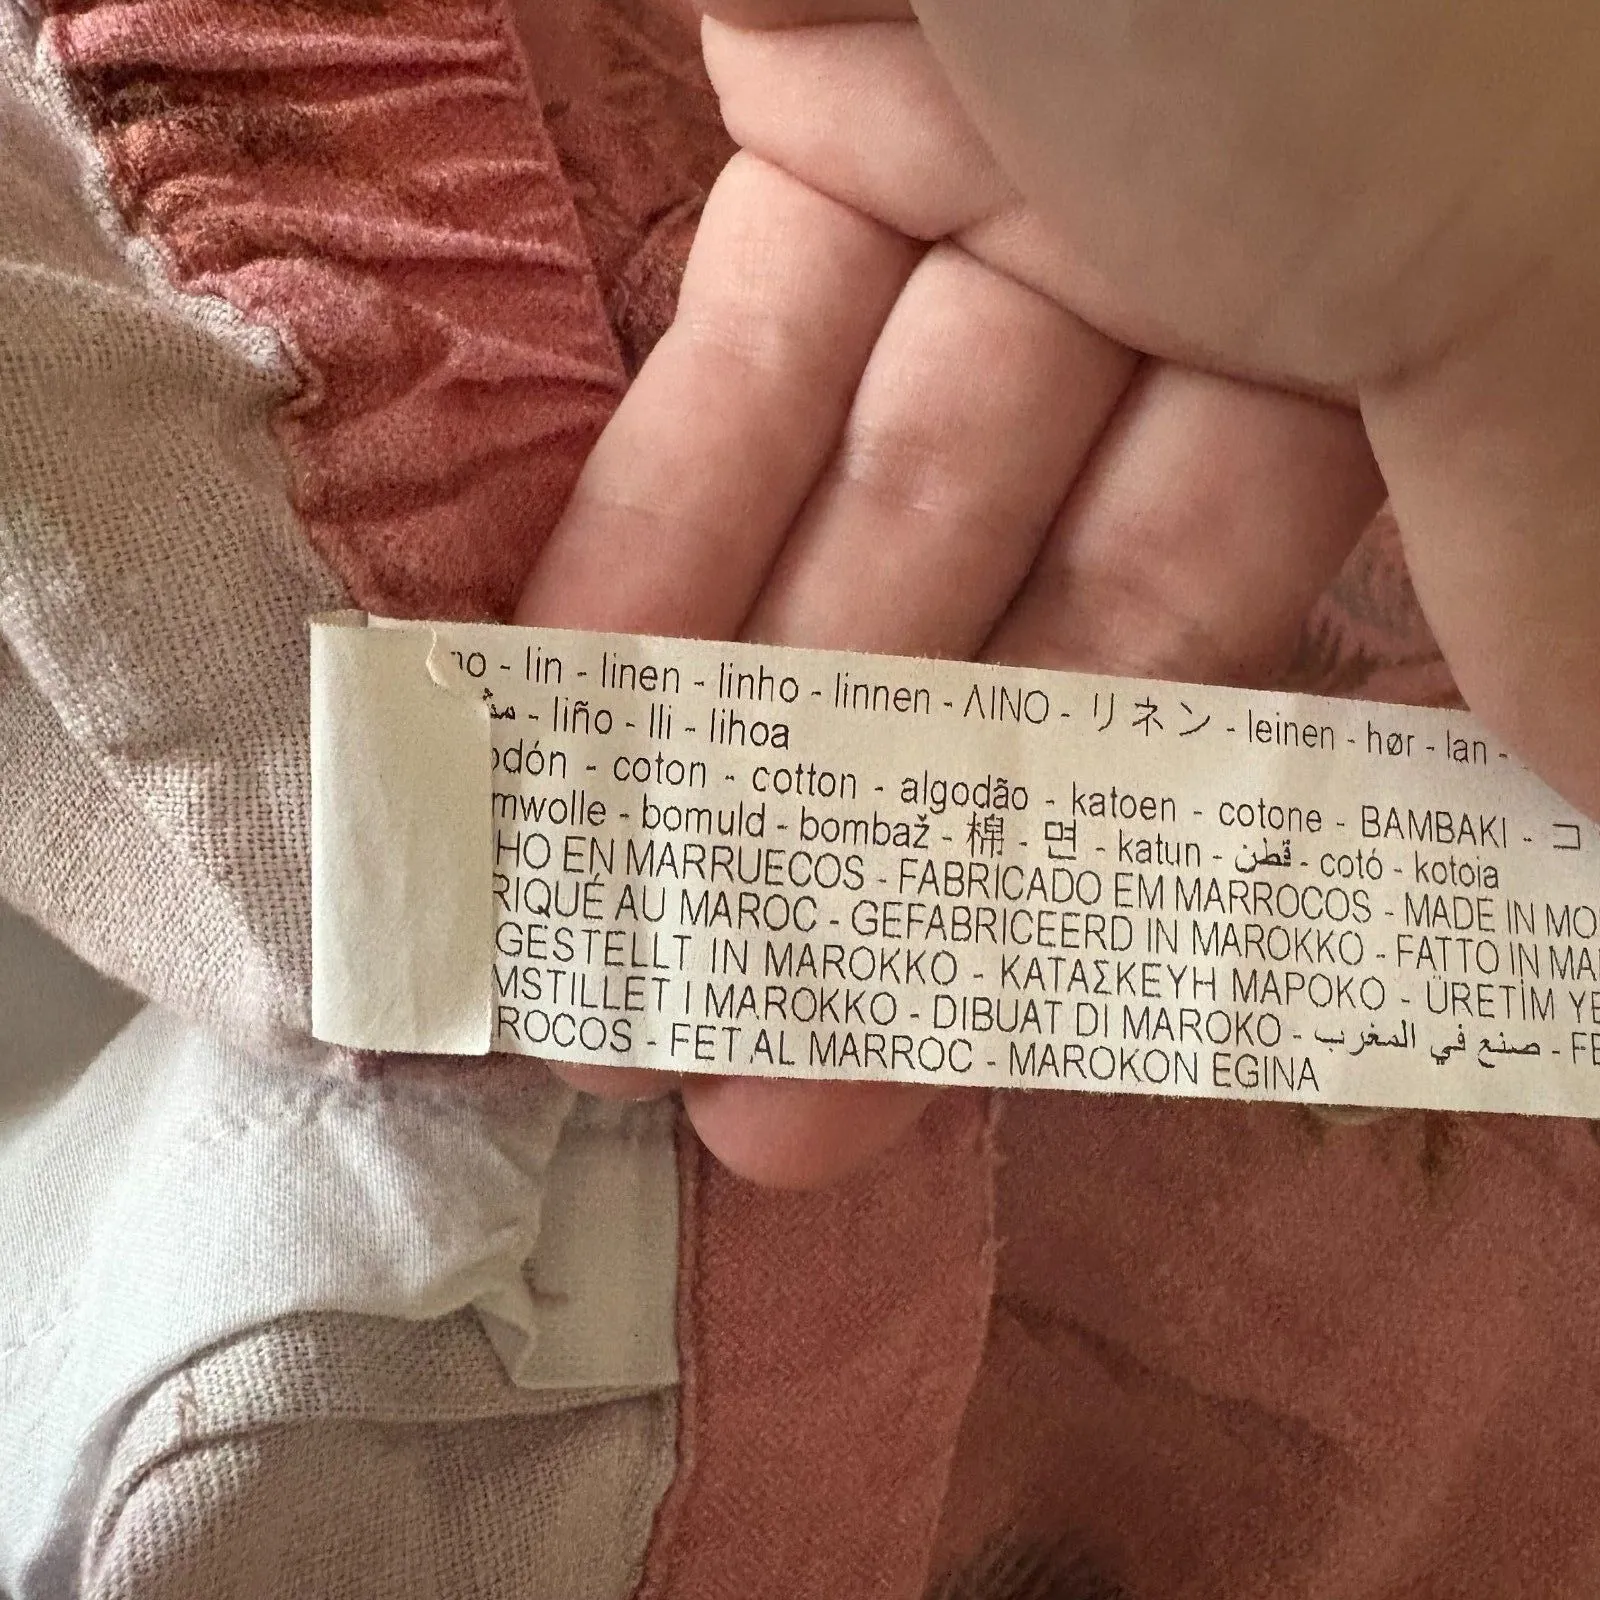 no - lin - linen - linho - linnen - ΛINO - リネン - leinen - hør - lan -
- liño - lli - lihoa
odón - coton - cotton - algodão - katoen - cotone - BAMBAKI - コ
mwolle - bomuld - bombaž - 棉 - 면 - katun - قطن - cotó - kotoia
HO EN MARRUECOS - FABRICADO EM MARROCOS - MADE IN MO
RIQUÉ AU MAROC - GEFABRICEERD IN MAROKKO - FATTO IN MA
GESTELLT IN MAROKKO - ΚΑΤΑΣΚΕΥΗ ΜΑΡΟΚΟ - ÜRETİM YE
MSTILLET I MAROKKO - DIBUAT DI MAROKO - صنع في المغرب - FE
ROCOS - FET AL MARROC - MAROKON EGINA